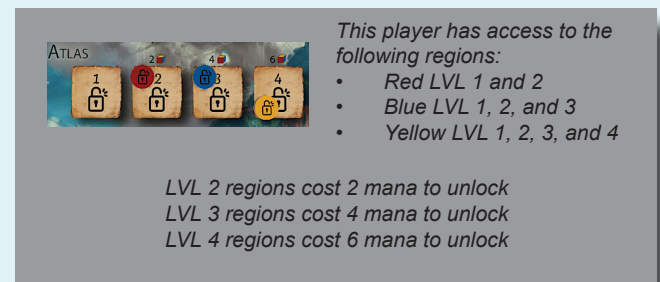 ATLAS
2 4 6
1 2 3 4
This player has access to the
following regions:
• Red LVL 1 and 2
• Blue LVL 1, 2, and 3
• Yellow LVL 1, 2, 3, and 4
LVL 2 regions cost 2 mana to unlock
LVL 3 regions cost 4 mana to unlock
LVL 4 regions cost 6 mana to unlock